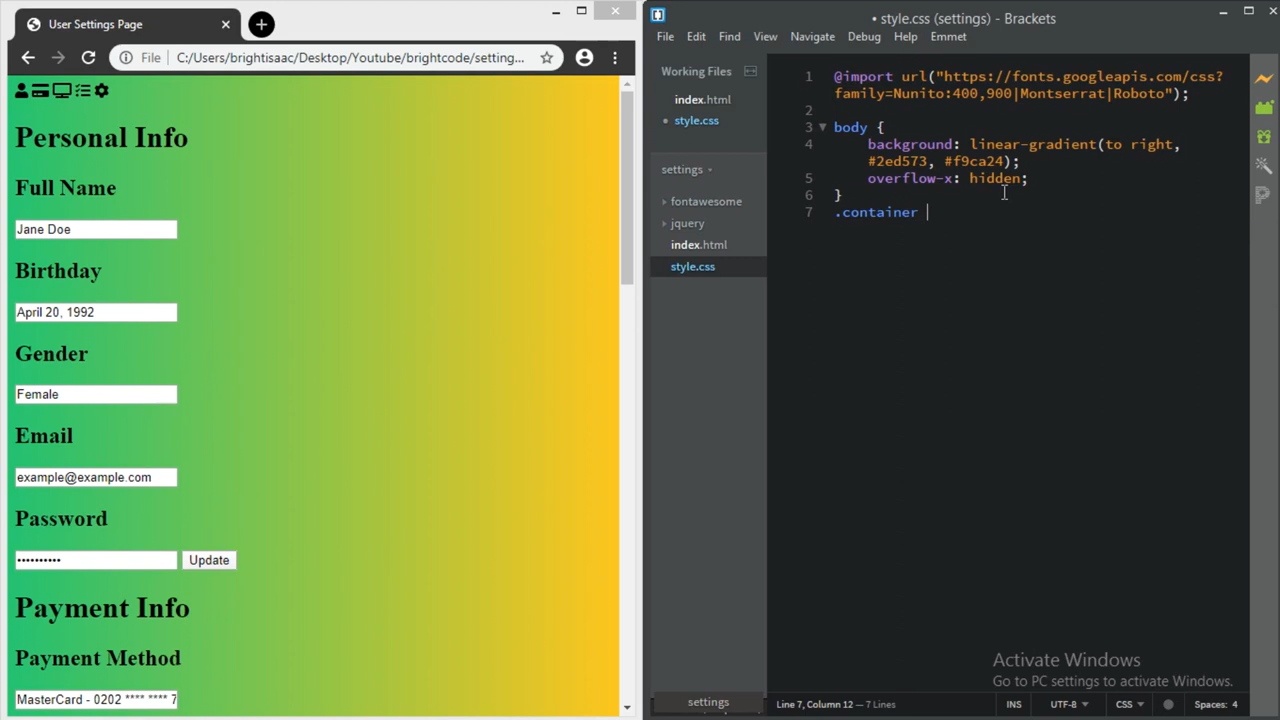 User Settings Page
File
C:/Users/brightisaac/Desktop/Youtube/brightcode/setting...
Personal Info
Full Name
Jane Doe
Birthday
April 20, 1992
Gender
Female
Email
example@example.com
Password
••••••••••
Update
Payment Info
Payment Method
MasterCard - 0202 **** **** 7
• style.css (settings) - Brackets
File Edit Find View Navigate Debug Help Emmet
Working Files
index.html
• style.css
settings
fontawesome
jquery
index.html
style.css
1 @import url("https://fonts.googleapis.com/css?
family=Nunito:400,900|Montserrat|Roboto");
2
3 body {
4 background: linear-gradient(to right,
#2ed573, #f9ca24);
5 overflow-x: hidden;
6 }
7 .container
Activate Windows
Go to PC settings to activate Windows.
settings
Line 7, Column 12 — 7 Lines
INS
UTF-8
CSS
Spaces: 4